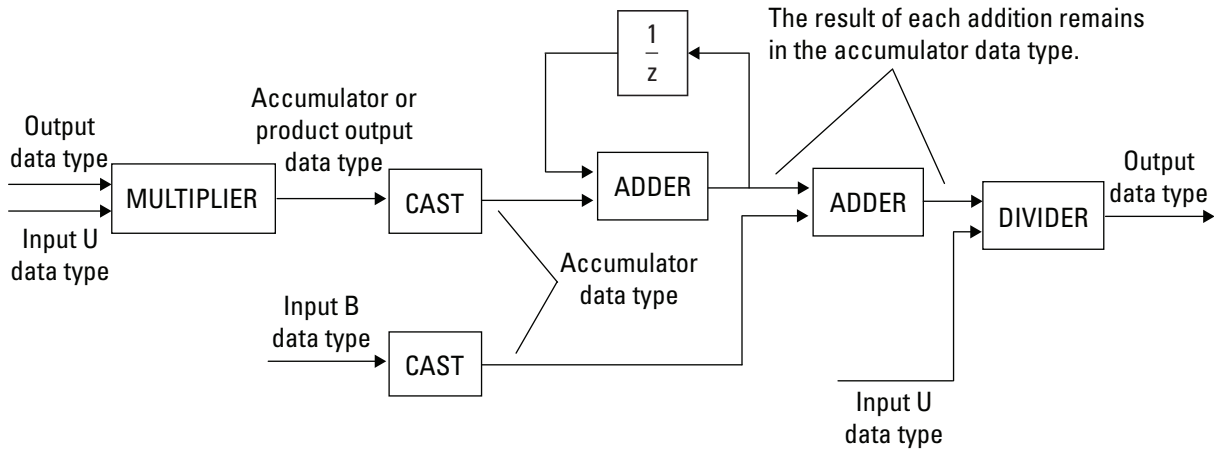 The result of each addition remains
in the accumulator data type.
1
z
Accumulator or
product output
data type
Output
data type
MULTIPLIER
Input U
data type
CAST
ADDER
ADDER
Output
data type
DIVIDER
Accumulator
data type
Input B
data type
CAST
Input U
data type